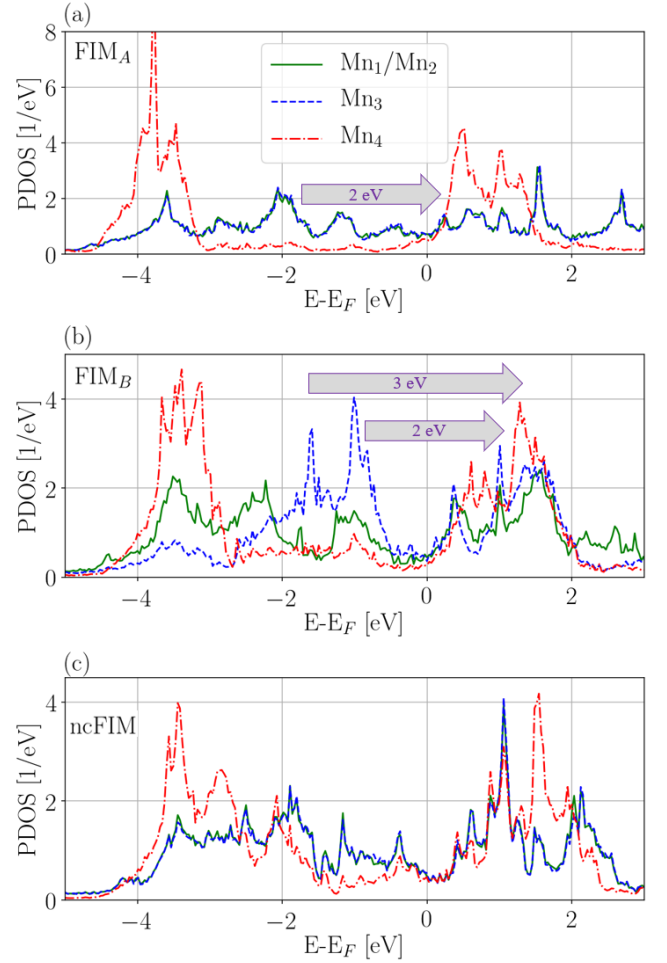 (a)
FIM_A
8
6
4
2
0
PDOS [1/eV]
Mn₁/Mn₂
Mn₃
Mn₄
2 eV
−4
−2
0
2
E-E_F [eV]
(b)
FIM_B
4
2
0
PDOS [1/eV]
3 eV
2 eV
−4
−2
0
2
E-E_F [eV]
(c)
ncFIM
4
2
0
PDOS [1/eV]
−4
−2
0
2
E-E_F [eV]